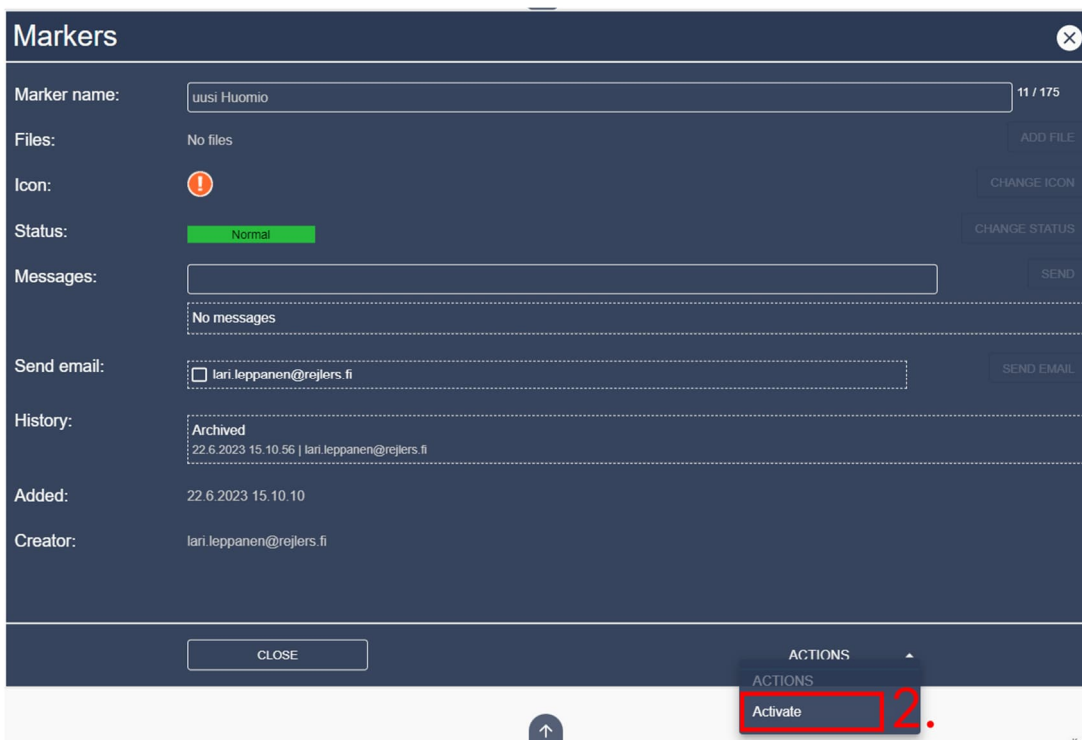 Markers
Marker name: uusi Huomio 11 / 175
Files: No files ADD FILE
Icon: ! CHANGE ICON
Status: Normal CHANGE STATUS
Messages: SEND
No messages
Send email: lari.leppanen@rejlers.fi SEND EMAIL
History: Archived
22.6.2023 15.10.56 | lari.leppanen@rejlers.fi
Added: 22.6.2023 15.10.10
Creator: lari.leppanen@rejlers.fi
CLOSE ACTIONS
ACTIONS
Activate 2.